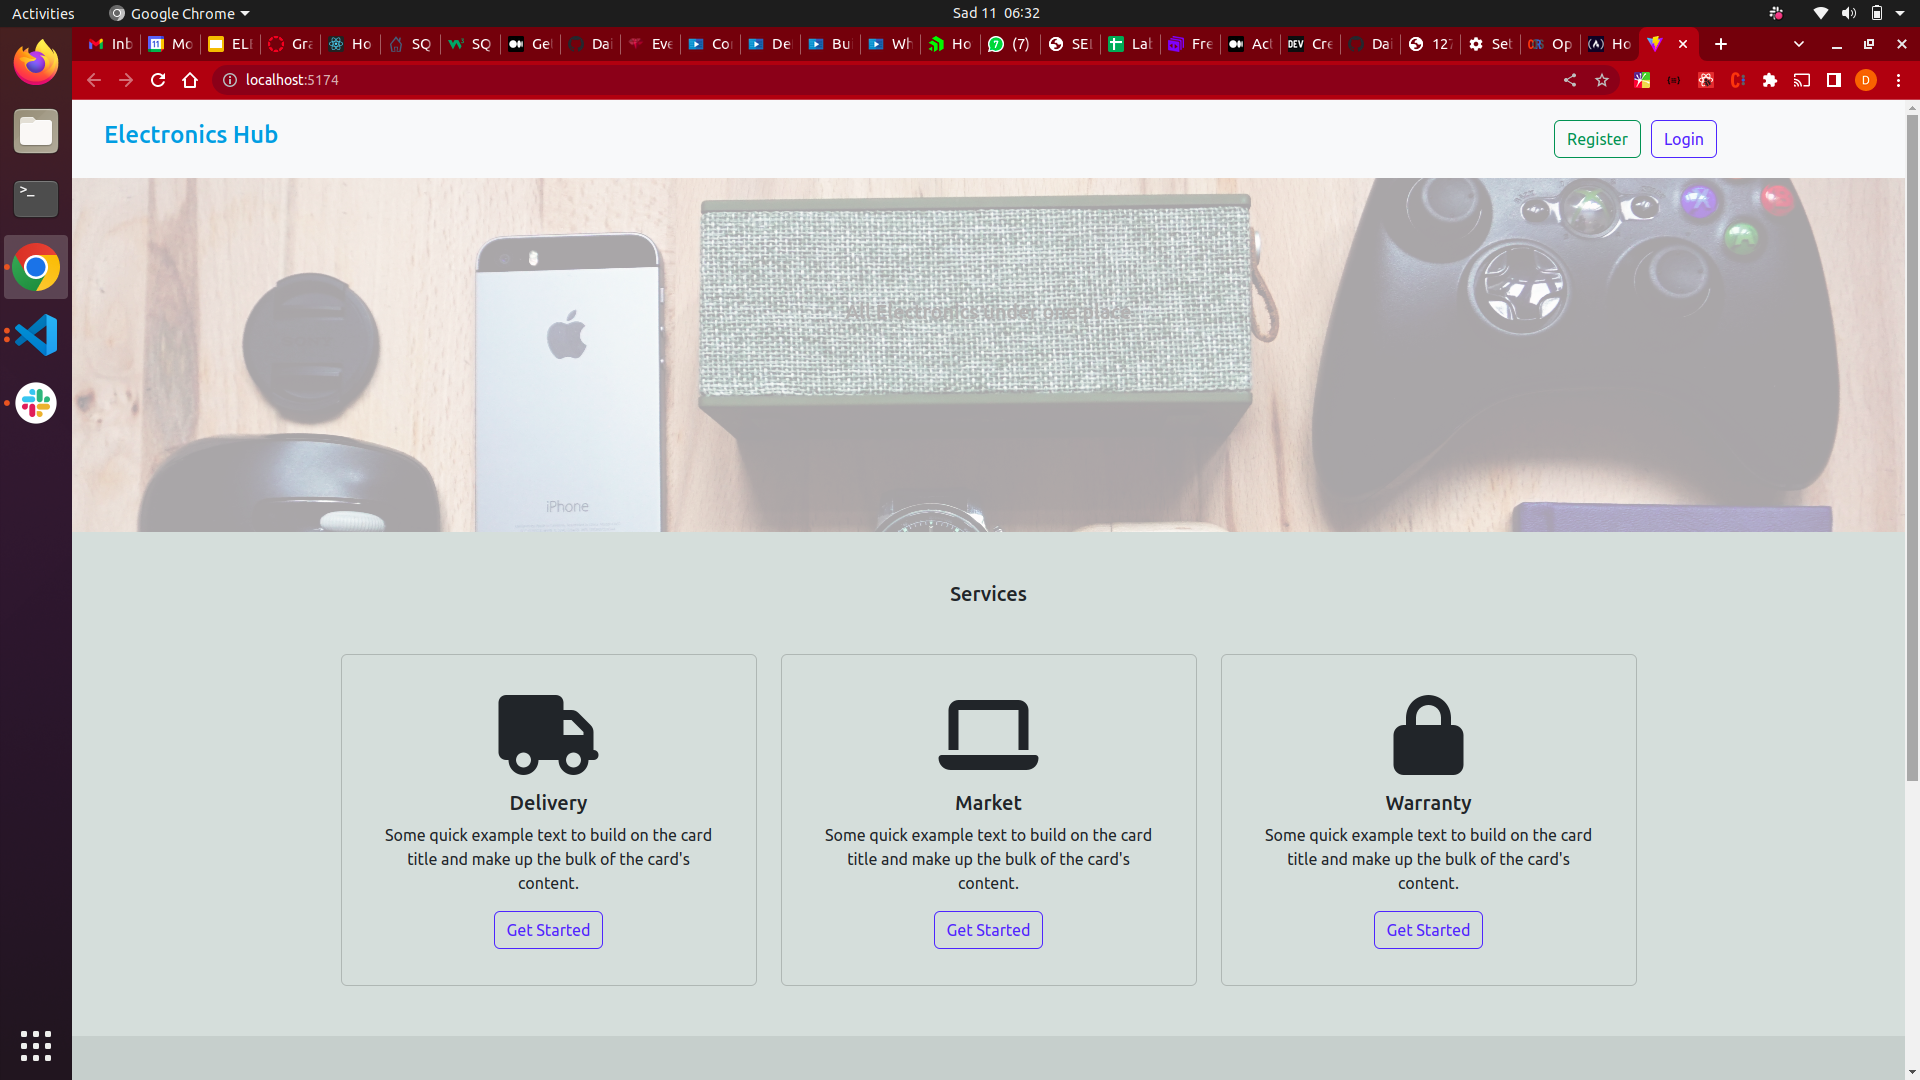 Activities
Google Chrome
Sad 11 06:32
Inb
Mo
ELI
Gra
Ho
SQ
SQ
Get
Dai
Eve
Co
De
Bu
Wh
Ho
(7)
SEI
Lab
Fre
Act
DEV Cre
Dai
127
Set
Op
Ho
localhost:5174
D
Electronics Hub
Register
Login
All Electronics under one place
iPhone
Services
Delivery
Some quick example text to build on the card
title and make up the bulk of the card's
content.
Get Started
Market
Some quick example text to build on the card
title and make up the bulk of the card's
content.
Get Started
Warranty
Some quick example text to build on the card
title and make up the bulk of the card's
content.
Get Started